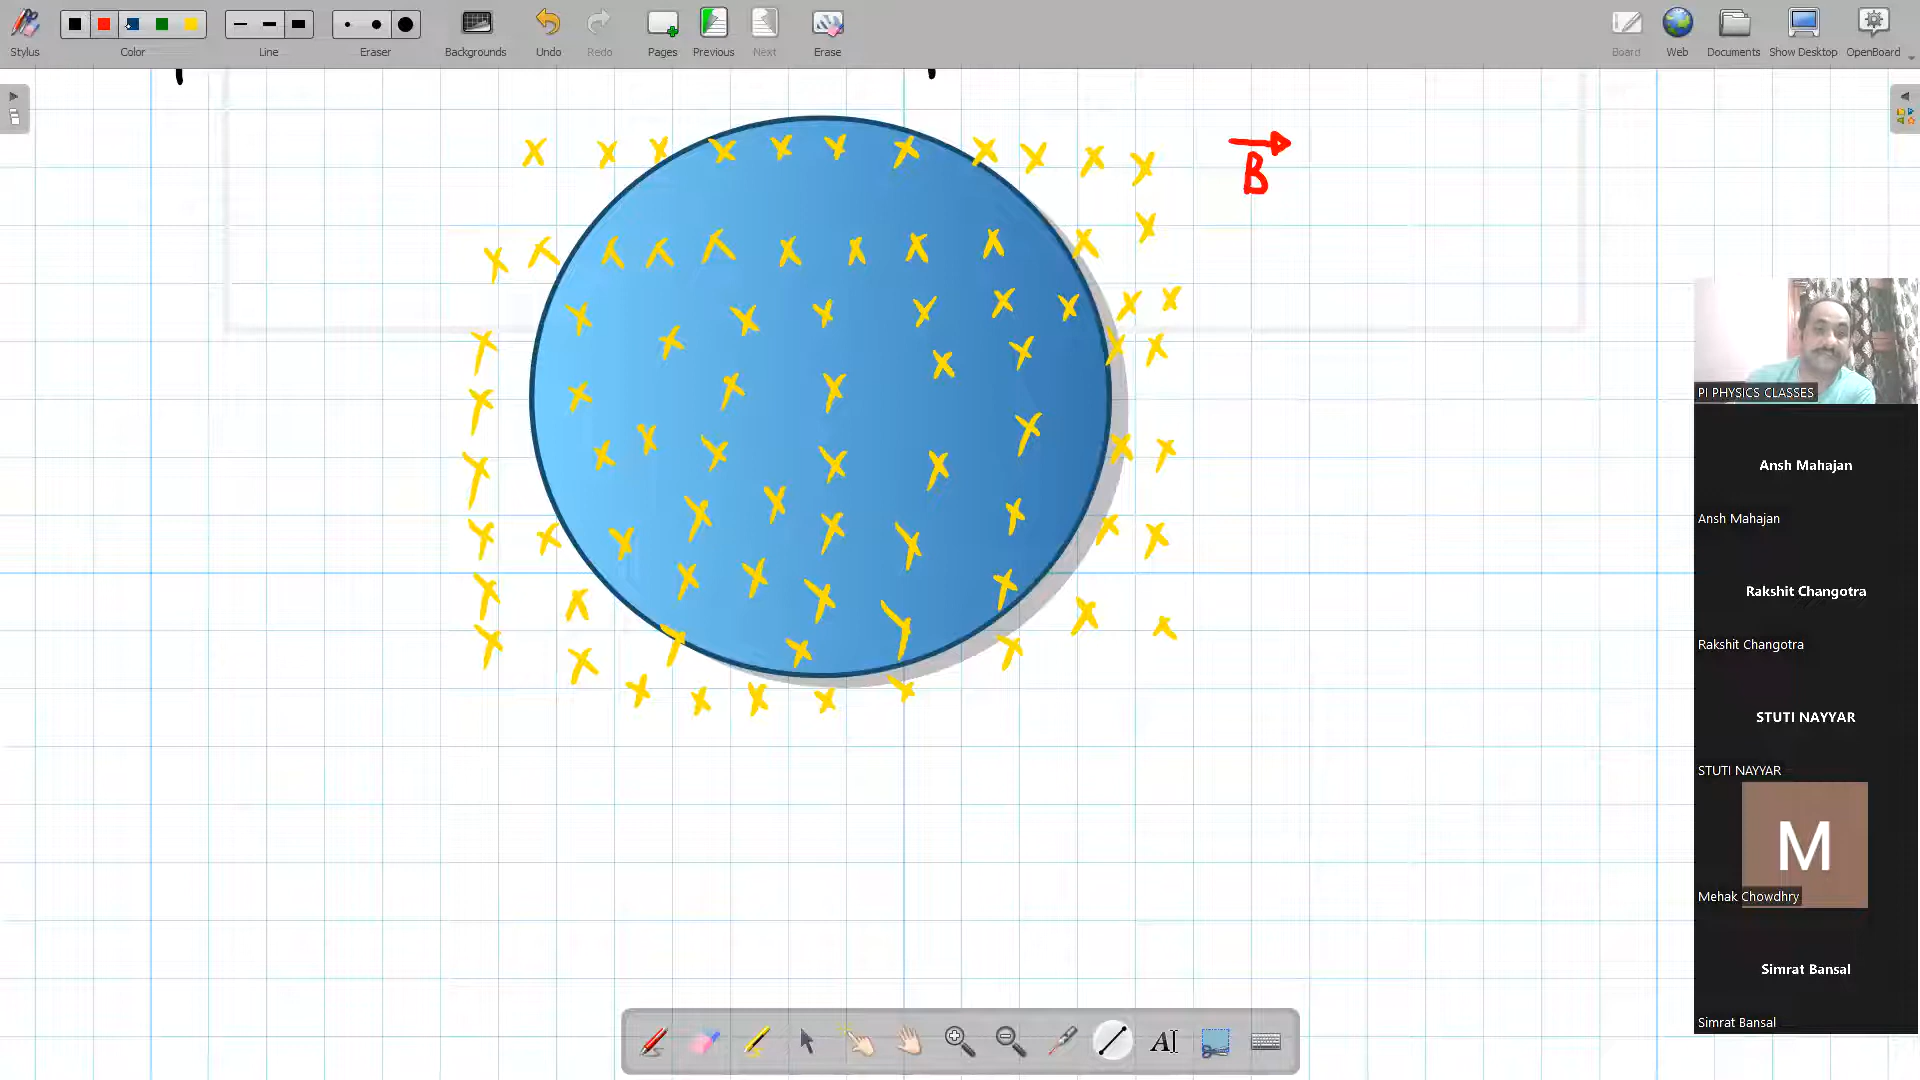 Stylus
Color
Line
Eraser
Backgrounds
Undo
Redo
Pages
Previous
Next
Erase
Board
Web
Documents
Show Desktop
OpenBoard
B
PI PHYSICS CLASSES
Ansh Mahajan
Ansh Mahajan
Rakshit Changotra
Rakshit Changotra
STUTI NAYYAR
STUTI NAYYAR
M
Mehak Chowdhry
Simrat Bansal
Simrat Bansal